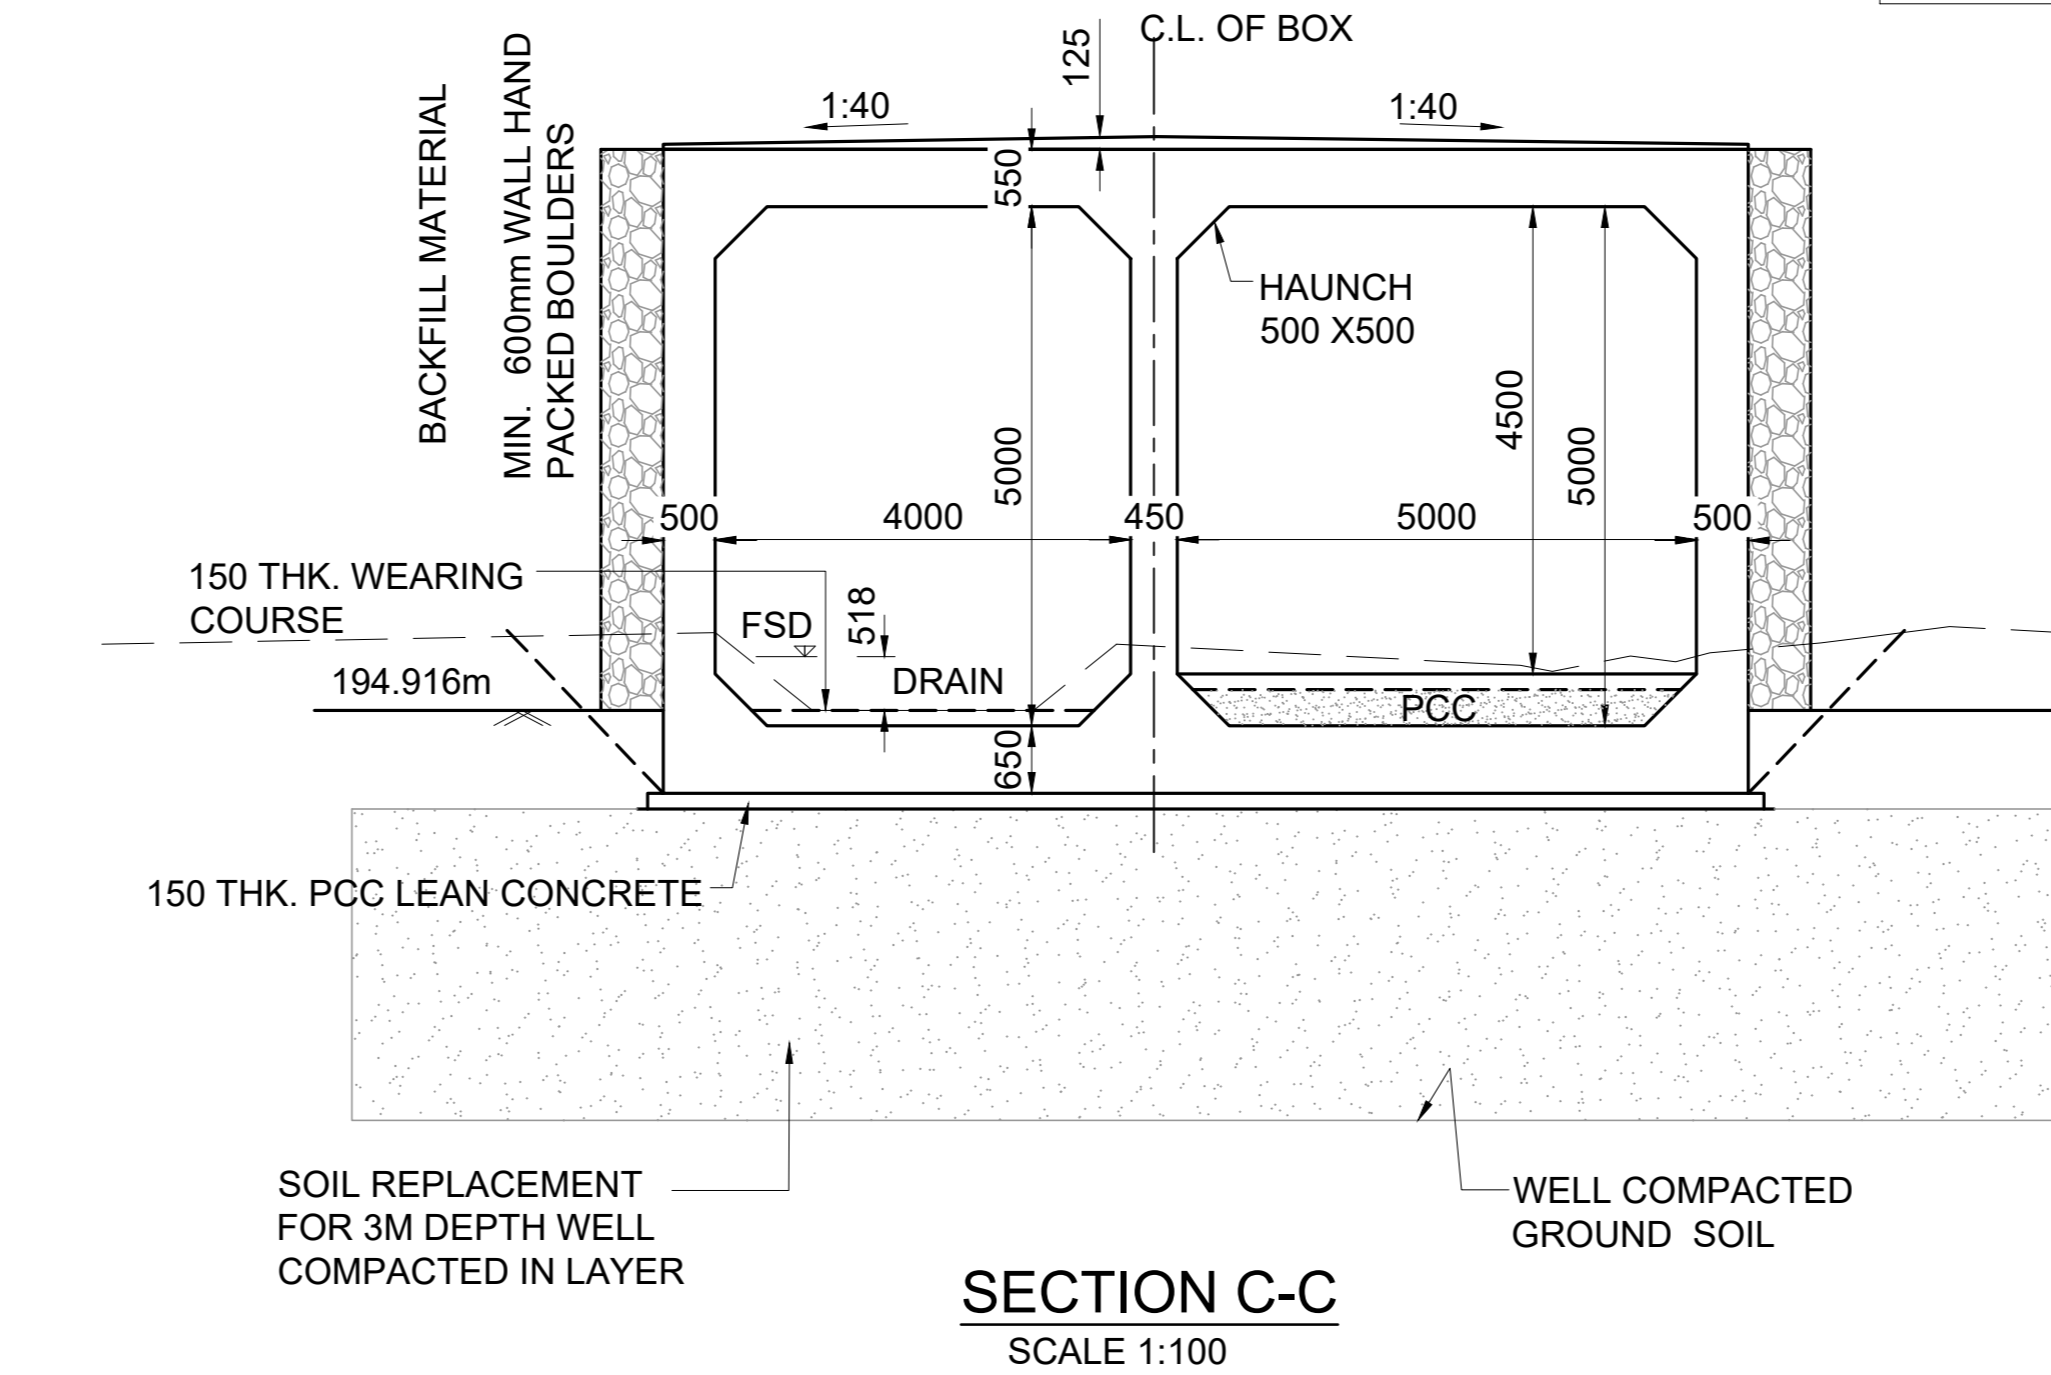 C.L. OF BOX
125
1:40
1:40
BACKFILL MATERIAL
MIN. 600mm WALL HAND
PACKED BOULDERS
550
HAUNCH
500 X500
4500
5000
5000
500
4000
450
5000
500
150 THK. WEARING
COURSE
FSD
518
194.916m
DRAIN
PCC
650
150 THK. PCC LEAN CONCRETE
SOIL REPLACEMENT
FOR 3M DEPTH WELL
COMPACTED IN LAYER
WELL COMPACTED
GROUND SOIL
SECTION C-C
SCALE 1:100